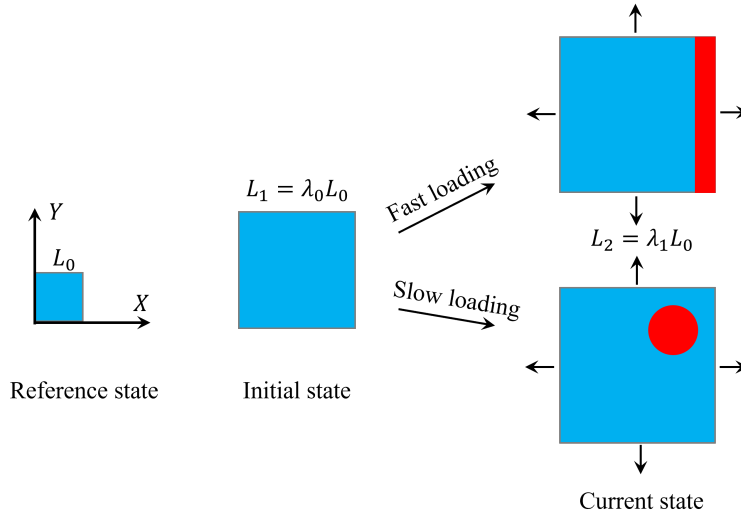 Y
L₀
X
Reference state
L₁ = λ₀L₀
Initial state
Fast loading
Slow loading
L₂ = λ₁L₀
Current state